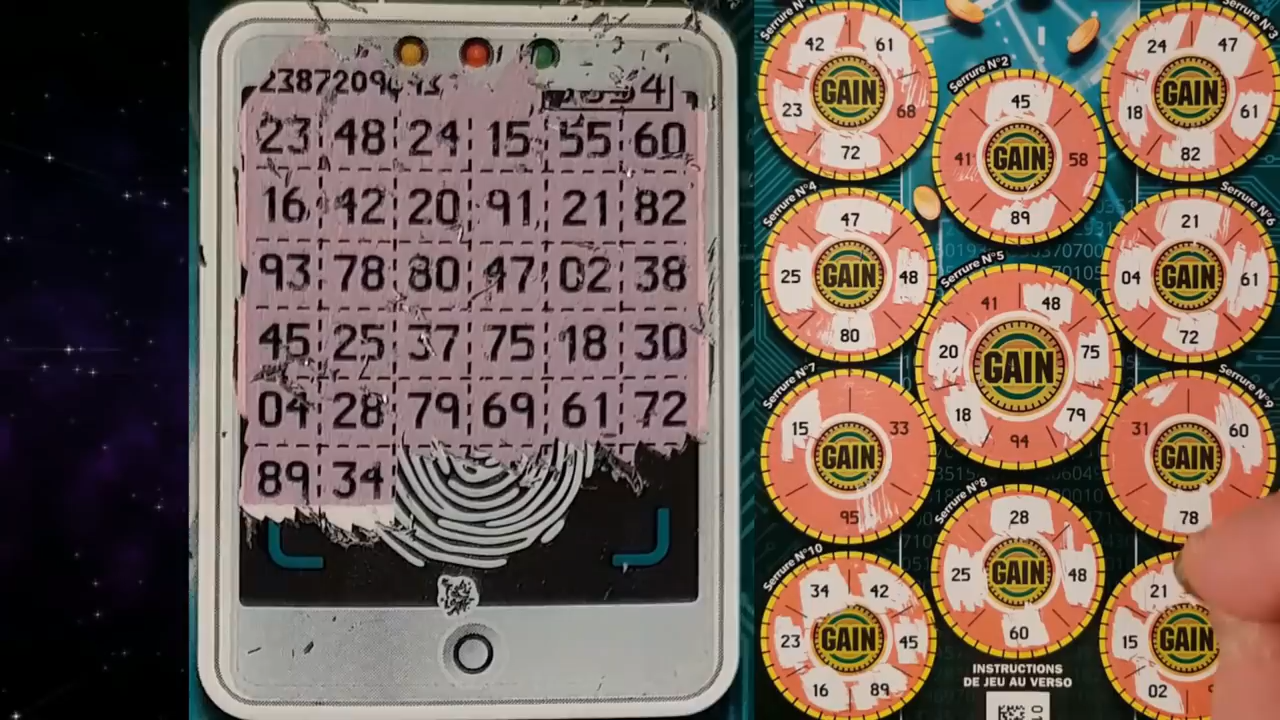 23 48 24 15 55 60
16 42 20 91 21 82
93 78 80 47 02 38
45 25 37 75 18 30
04 28 79 69 61 72
89 34
42 61
23 GAIN 68
72
Serrure N°2
45
41 GAIN 58
89
24 47
18 GAIN 61
82
Serrure N°4
47
25 GAIN 48
80
Serrure N°5
41 48
20 GAIN 75
18 79
94
Serrure N°6
21
04 GAIN 61
72
Serrure N°7
15 GAIN 33
95
Serrure N°8
28
25 GAIN 48
60
Serrure N°9
31 GAIN 60
78
Serrure N°10
34 42
23 GAIN 45
16 89
21
15 GAIN
02
INSTRUCTIONS
DE JEU AU VERSO